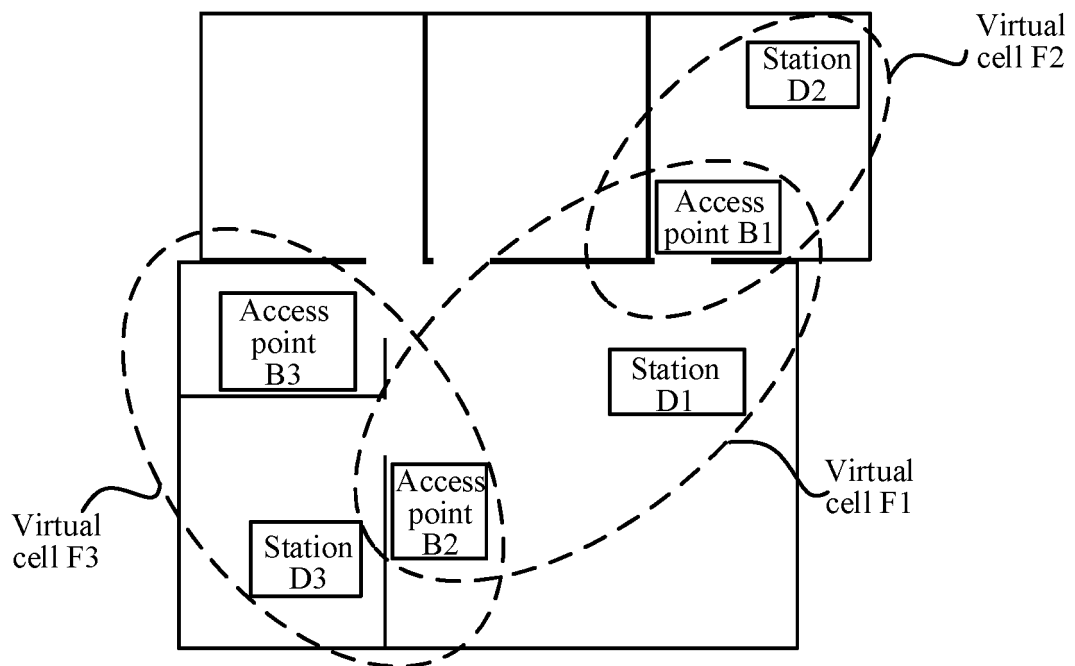 Virtual
cell F2
Station
D2
Access
point B1
Access
point
B3
Station
D1
Access
point
B2
Virtual
cell F1
Virtual
cell F3
Station
D3